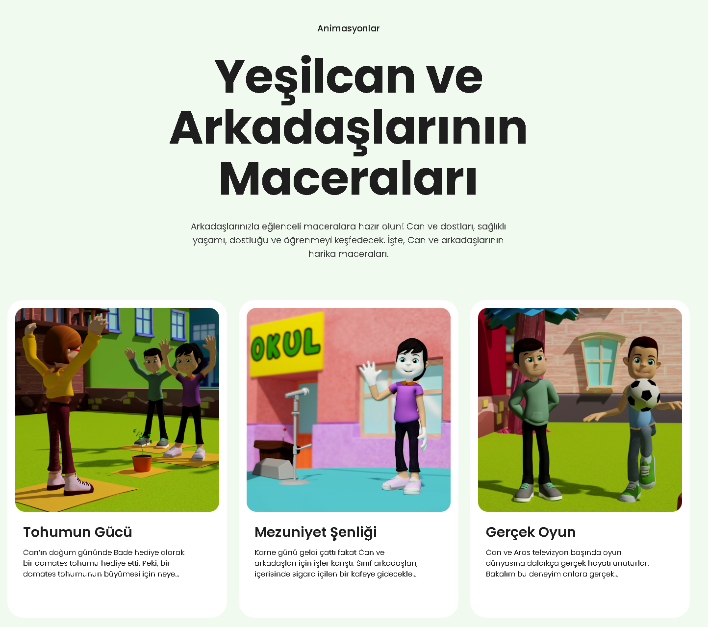 Animasyonlar
Yeşilcan ve
Arkadaşlarının
Maceraları
Arkadaşlarınızla eğlenceli maceralara hazır olun! Can ve dostları, sağlıklı
yaşamı, dostluğu ve öğrenmeyi keşfedecek. İşte, Can ve arkadaşlarının
harika maceraları.
OKUL
Tohumun Gücü
Can'ın doğum gününde Bade hediye olarak
bir domates tohumu hediye etti. Peki, bir
domates tohumunun büyümesi için neye...
Mezuniyet Şenliği
Karne günü geldi çattı fakat Can ve
arkadaşları için işler karıştı. Sınıf arkadaşları,
içerisinde sigara içilen bir kafeye gidecekle...
Gerçek Oyun
Can ve Aras televizyon başında oyun
dünyasına daldıkça gerçek hayatı unuturlar.
Bakalım bu deneyim onlara gerçek...